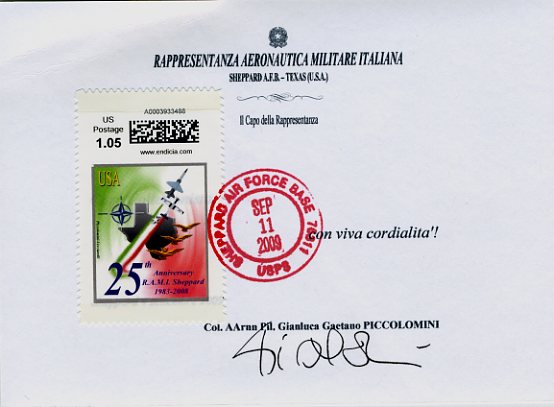 RAPPRESENTANZA AERONAUTICA MILITARE ITALIANA
SHEPPARD A.F.B. – TEXAS (U.S.A.)
Il Capo della Rappresentanza
A0003933488
US
Postage
1.05
www.endicia.com
USA
25th
Anniversary
R.A.M.I. Sheppard
1983-2008
SHEPPARD AIR FORCE BASE 76311
SEP
11
2009
USPS
con viva cordialita'!
Col. AArnn Pil. Gianluca Gaetano PICCOLOMINI